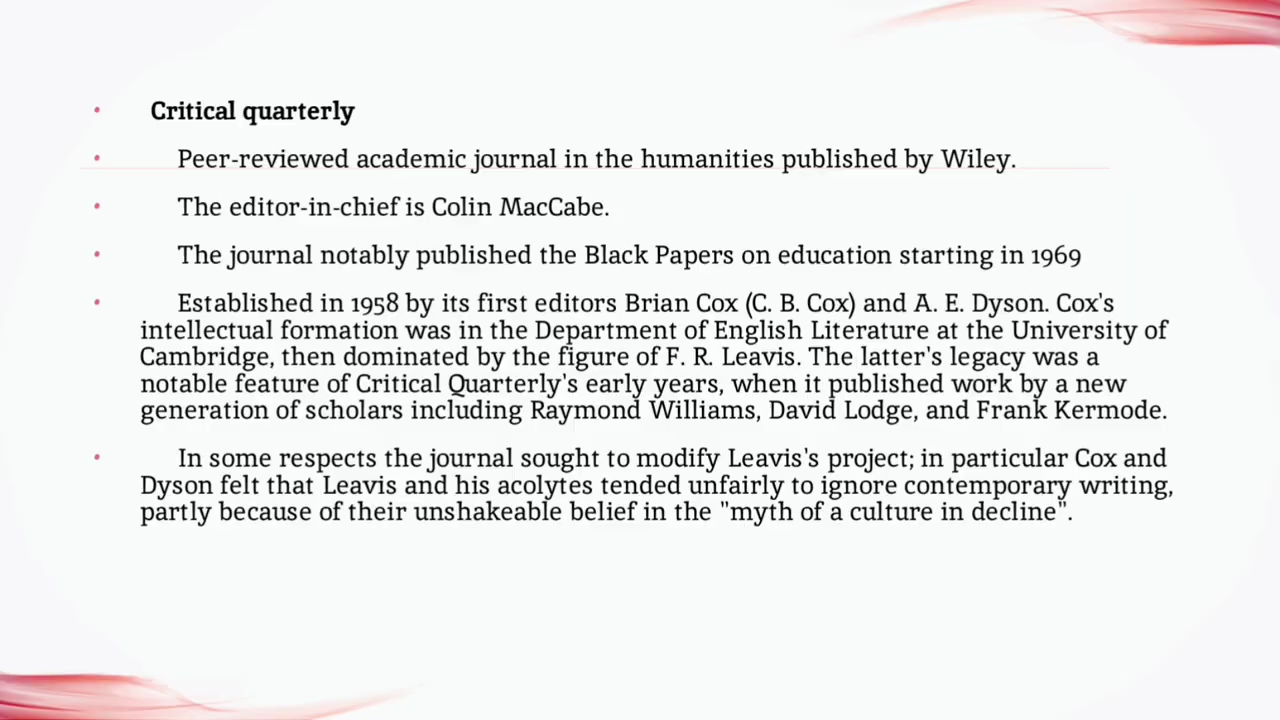 • Critical quarterly
• Peer-reviewed academic journal in the humanities published by Wiley.
• The editor-in-chief is Colin MacCabe.
• The journal notably published the Black Papers on education starting in 1969
• Established in 1958 by its first editors Brian Cox (C. B. Cox) and A. E. Dyson. Cox's
intellectual formation was in the Department of English Literature at the University of
Cambridge, then dominated by the figure of F. R. Leavis. The latter's legacy was a
notable feature of Critical Quarterly's early years, when it published work by a new
generation of scholars including Raymond Williams, David Lodge, and Frank Kermode.
• In some respects the journal sought to modify Leavis's project; in particular Cox and
Dyson felt that Leavis and his acolytes tended unfairly to ignore contemporary writing,
partly because of their unshakeable belief in the "myth of a culture in decline".